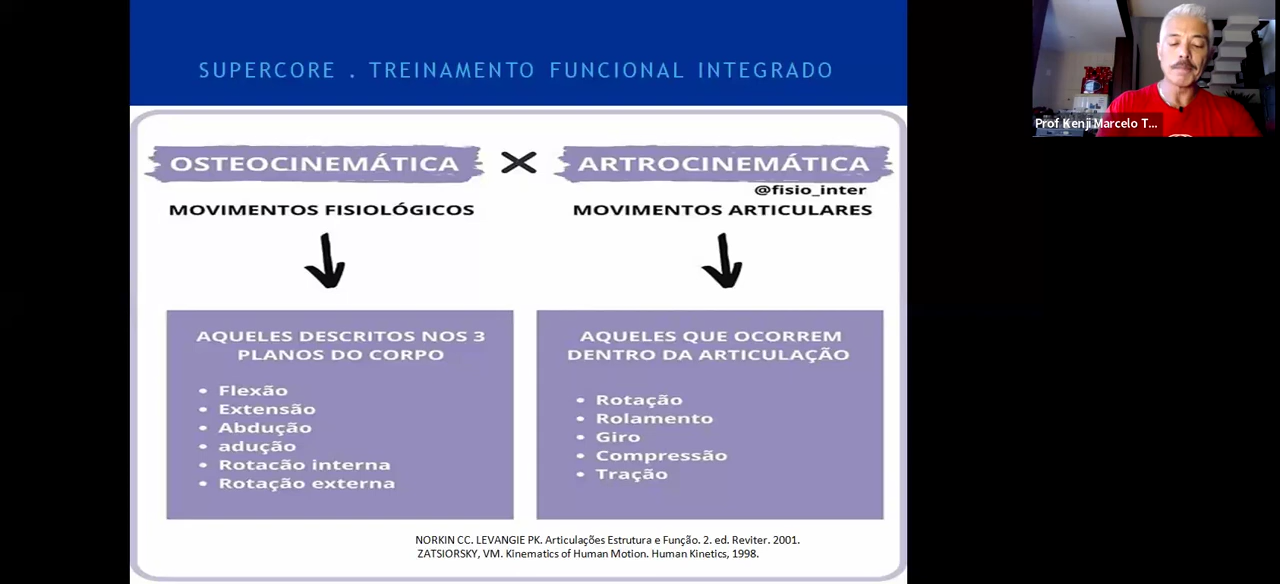 SUPERCORE . TREINAMENTO FUNCIONAL INTEGRADO
Prof Kenji Marcelo T...
OSTEOCINEMÁTICA X ARTROCINEMÁTICA
@fisio_inter
MOVIMENTOS FISIOLÓGICOS
MOVIMENTOS ARTICULARES
AQUELES DESCRITOS NOS 3
PLANOS DO CORPO
• Flexão
• Extensão
• Abdução
• adução
• Rotacão interna
• Rotação externa
AQUELES QUE OCORREM
DENTRO DA ARTICULAÇÃO
• Rotação
• Rolamento
• Giro
• Compressão
• Tração
NORKIN CC. LEVANGIE PK. Articulações Estrutura e Função. 2. ed. Reviter. 2001.
ZATSIORSKY, VM. Kinematics of Human Motion. Human Kinetics, 1998.